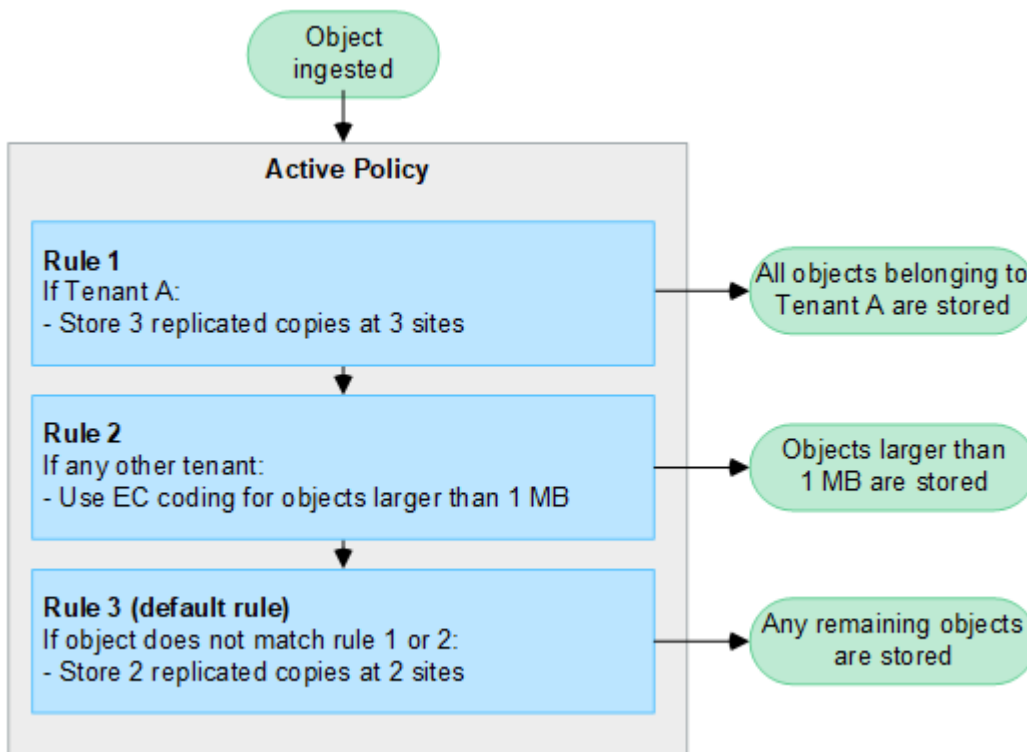 Object
ingested
Active Policy
Rule 1
If Tenant A:
- Store 3 replicated copies at 3 sites
All objects belonging to
Tenant A are stored
Rule 2
If any other tenant:
- Use EC coding for objects larger than 1 MB
Objects larger than
1 MB are stored
Rule 3 (default rule)
If object does not match rule 1 or 2:
- Store 2 replicated copies at 2 sites
Any remaining objects
are stored